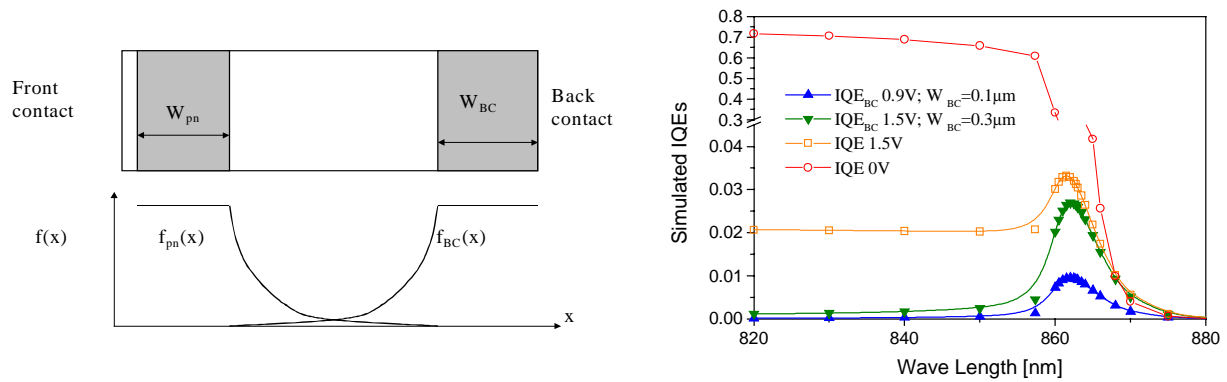 Front
contact
W_pn
W_BC
Back
contact
f(x)
f_pn(x)
f_BC(x)
x
Simulated IQEs
0.8
0.7
0.6
0.5
0.4
0.3
0.04
0.03
0.02
0.01
0.00
IQE_BC 0.9V; W_BC=0.1µm
IQE_BC 1.5V; W_BC=0.3µm
IQE 1.5V
IQE 0V
820 840 860 880
Wave Length [nm]